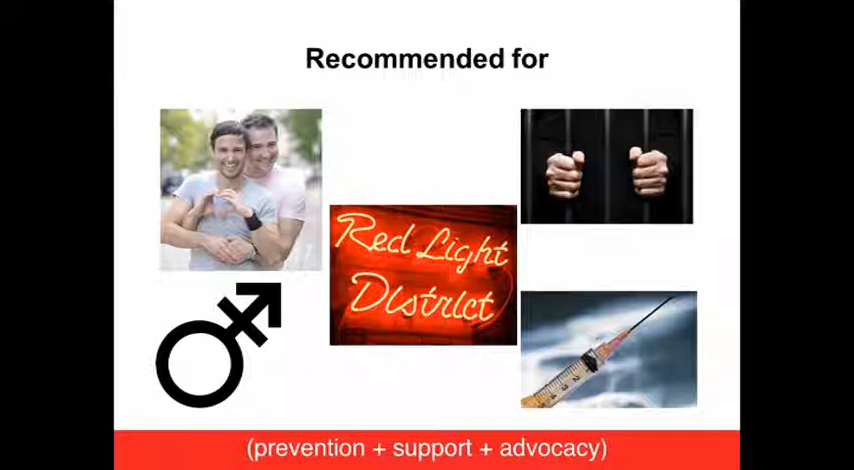 Recommended for
Red Light
District
(prevention + support + advocacy)